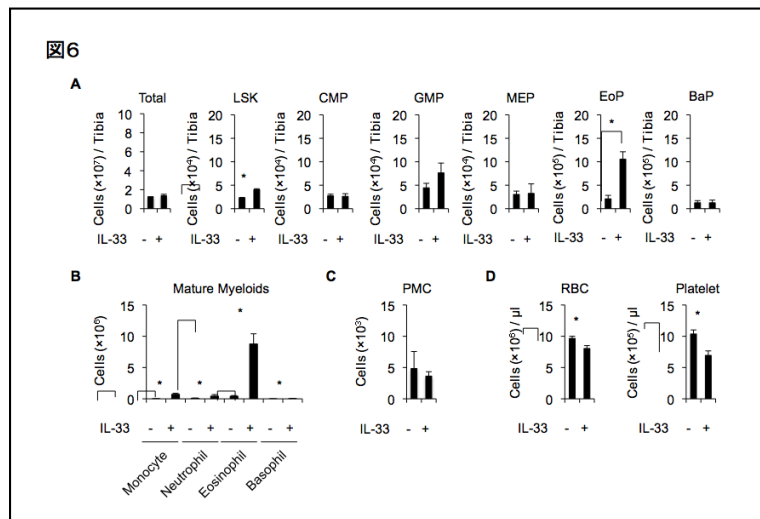 図6
A
Total
LSK
CMP
GMP
MEP
EoP
BaP
Cells (×10⁷) / Tibia
10
8
6
4
2
0
Cells (×10⁴) / Tibia
20
15
10
5
0
*
Cells (×10⁴) / Tibia
20
15
10
5
0
Cells (×10⁴) / Tibia
20
15
10
5
0
Cells (×10⁴) / Tibia
20
15
10
5
0
Cells (×10⁵) / Tibia
20
15
10
5
0
*
Cells (×10⁵) / Tibia
20
15
10
5
0
IL-33 - +
IL-33 - +
IL-33 - +
IL-33 - +
IL-33 - +
IL-33 - +
IL-33 - +
B
Mature Myeloids
Cells (×10⁶)
15
10
5
0
* * * *
IL-33 - + - + - + - +
Monocyte
Neutrophil
Eosinophil
Basophil
C
PMC
Cells (×10³)
15
10
5
0
IL-33 - +
D
RBC
Cells (×10⁶) / µl
15
10
5
0
*
IL-33 - +
Platelet
Cells (×10⁵) / µl
15
10
5
0
*
IL-33 - +